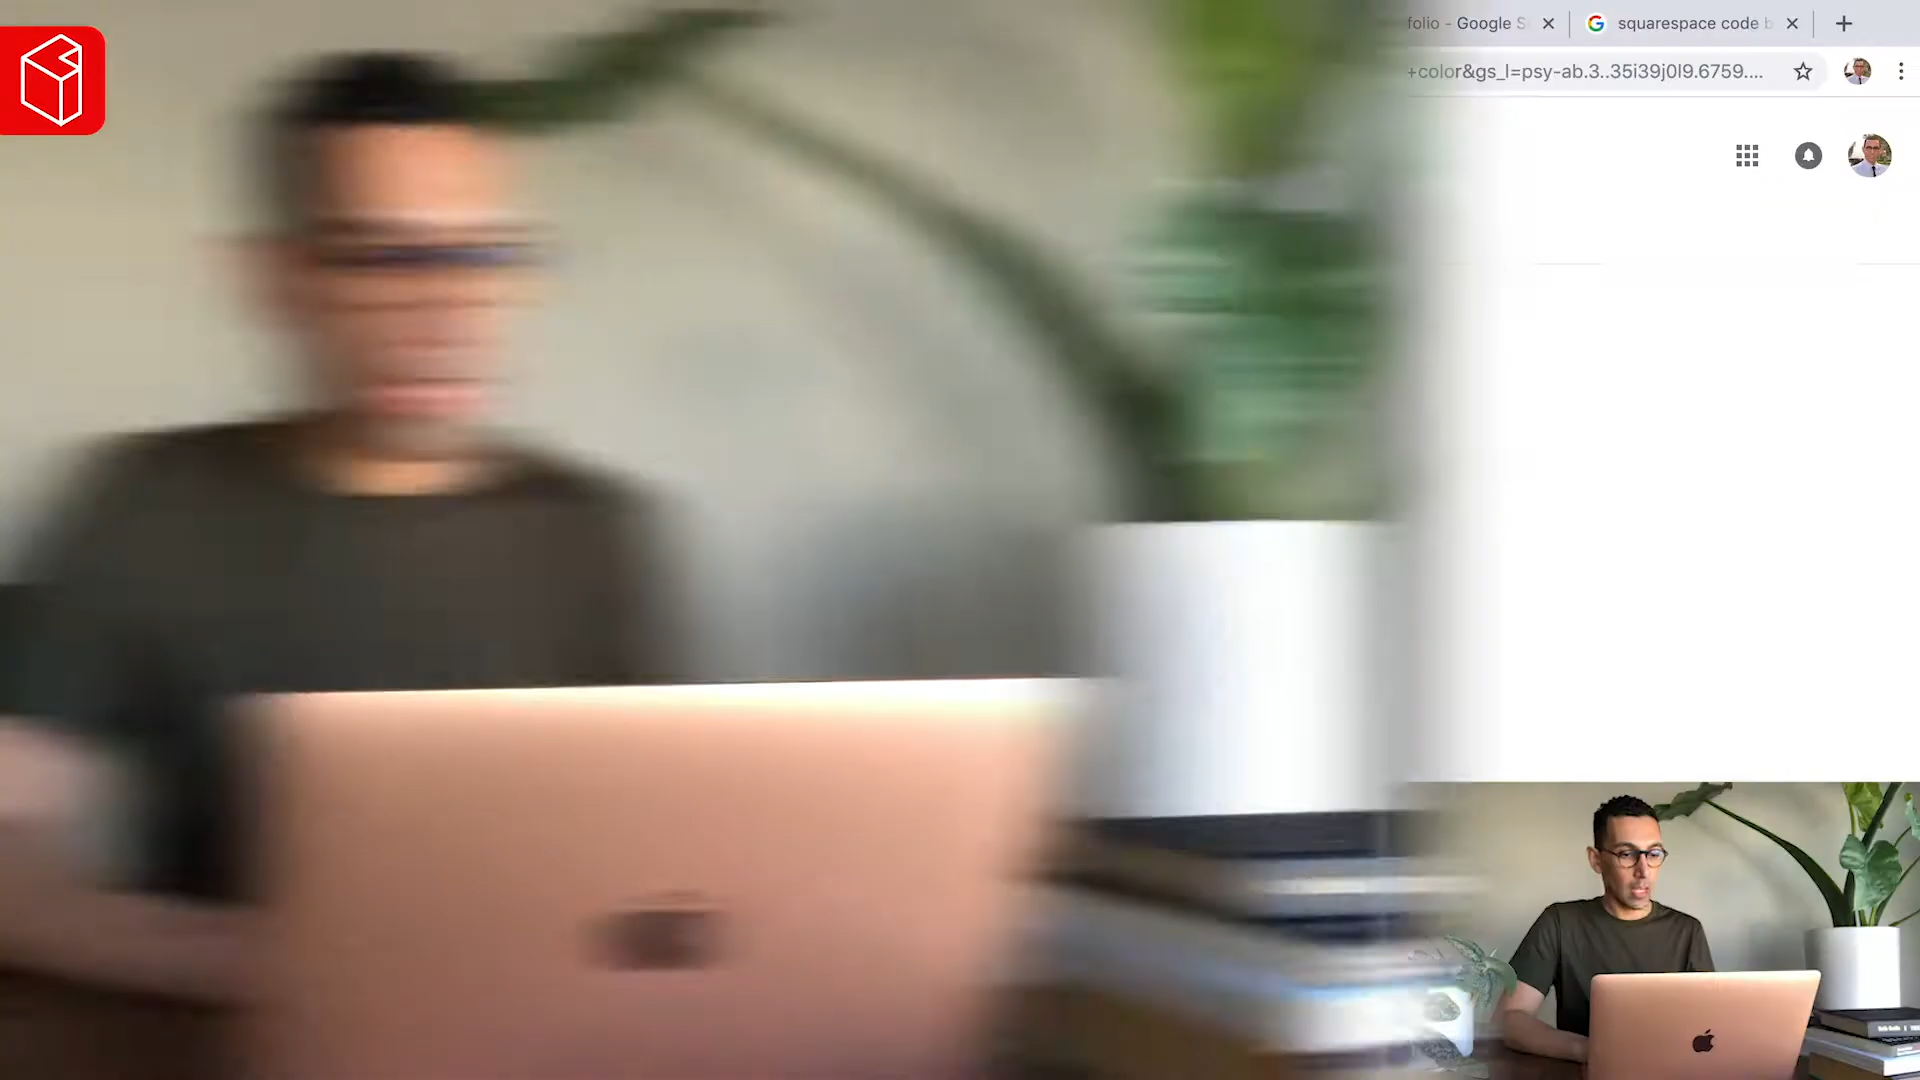 folio - Google S
squarespace code b
+color&gs_l=psy-ab.3..35i39j0l9.6759....